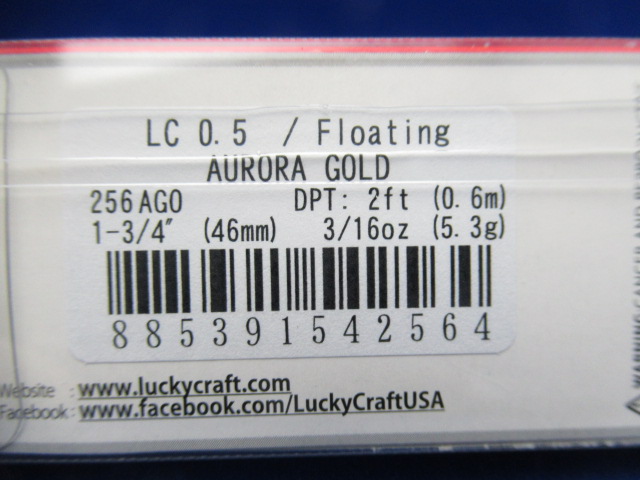 LC 0.5 / Floating
AURORA GOLD
256AGO DPT: 2ft (0.6m)
1-3/4" (46mm) 3/16oz (5.3g)
885391542564
Website : www.luckycraft.com
Facebook: www.facebook.com/LuckyCraftUSA